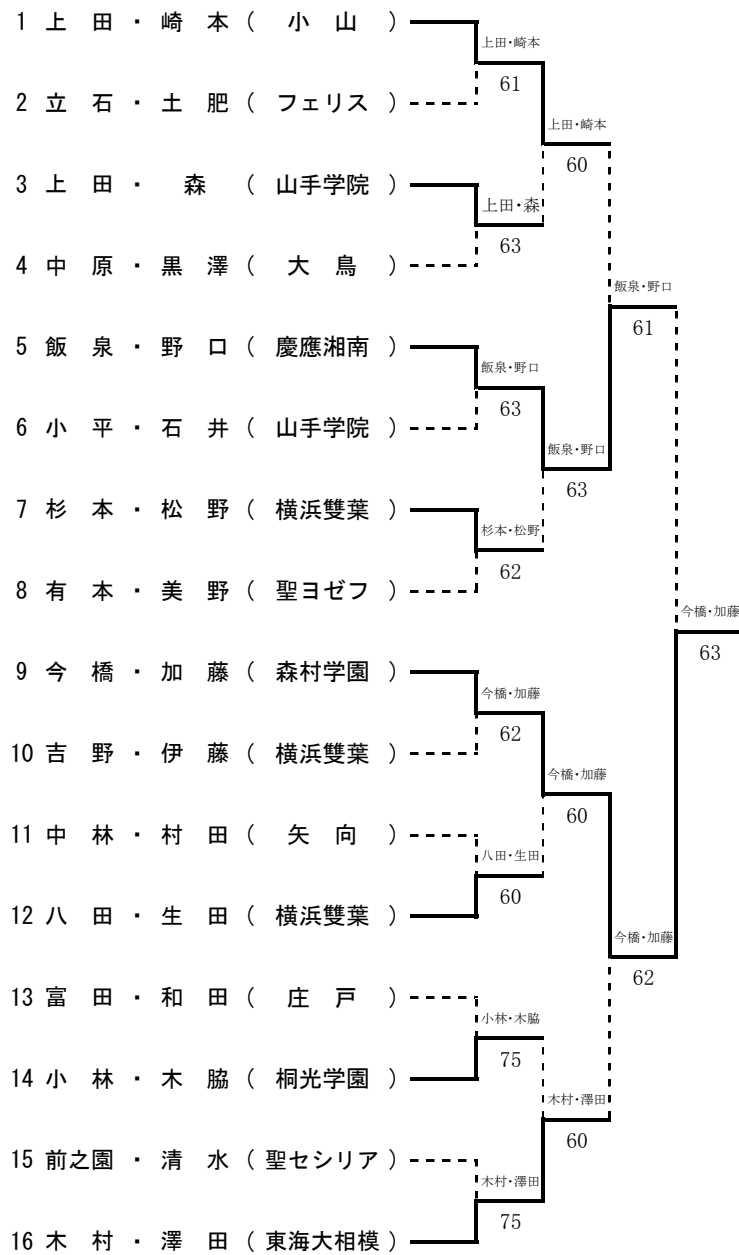 1 上 田 ・ 崎 本 ( 小 山 )
上田・崎本
61
2 立 石 ・ 土 肥 ( フェリス )
上田・崎本
60
3 上 田 ・ 森 ( 山手学院 )
上田・森
63
4 中 原 ・ 黒 澤 ( 大 鳥 )
飯泉・野口
61
5 飯 泉 ・ 野 口 ( 慶應湘南 )
飯泉・野口
63
6 小 平 ・ 石 井 ( 山手学院 )
飯泉・野口
63
7 杉 本 ・ 松 野 ( 横浜雙葉 )
杉本・松野
62
8 有 本 ・ 美 野 ( 聖ヨゼフ )
今橋・加藤
63
9 今 橋 ・ 加 藤 ( 森村学園 )
今橋・加藤
62
10 吉 野 ・ 伊 藤 ( 横浜雙葉 )
今橋・加藤
60
11 中 林 ・ 村 田 ( 矢 向 )
八田・生田
60
12 八 田 ・ 生 田 ( 横浜雙葉 )
今橋・加藤
62
13 富 田 ・ 和 田 ( 庄 戸 )
小林・木脇
75
14 小 林 ・ 木 脇 ( 桐光学園 )
木村・澤田
60
15 前之園 ・ 清 水 ( 聖セシリア )
木村・澤田
75
16 木 村 ・ 澤 田 ( 東海大相模 )